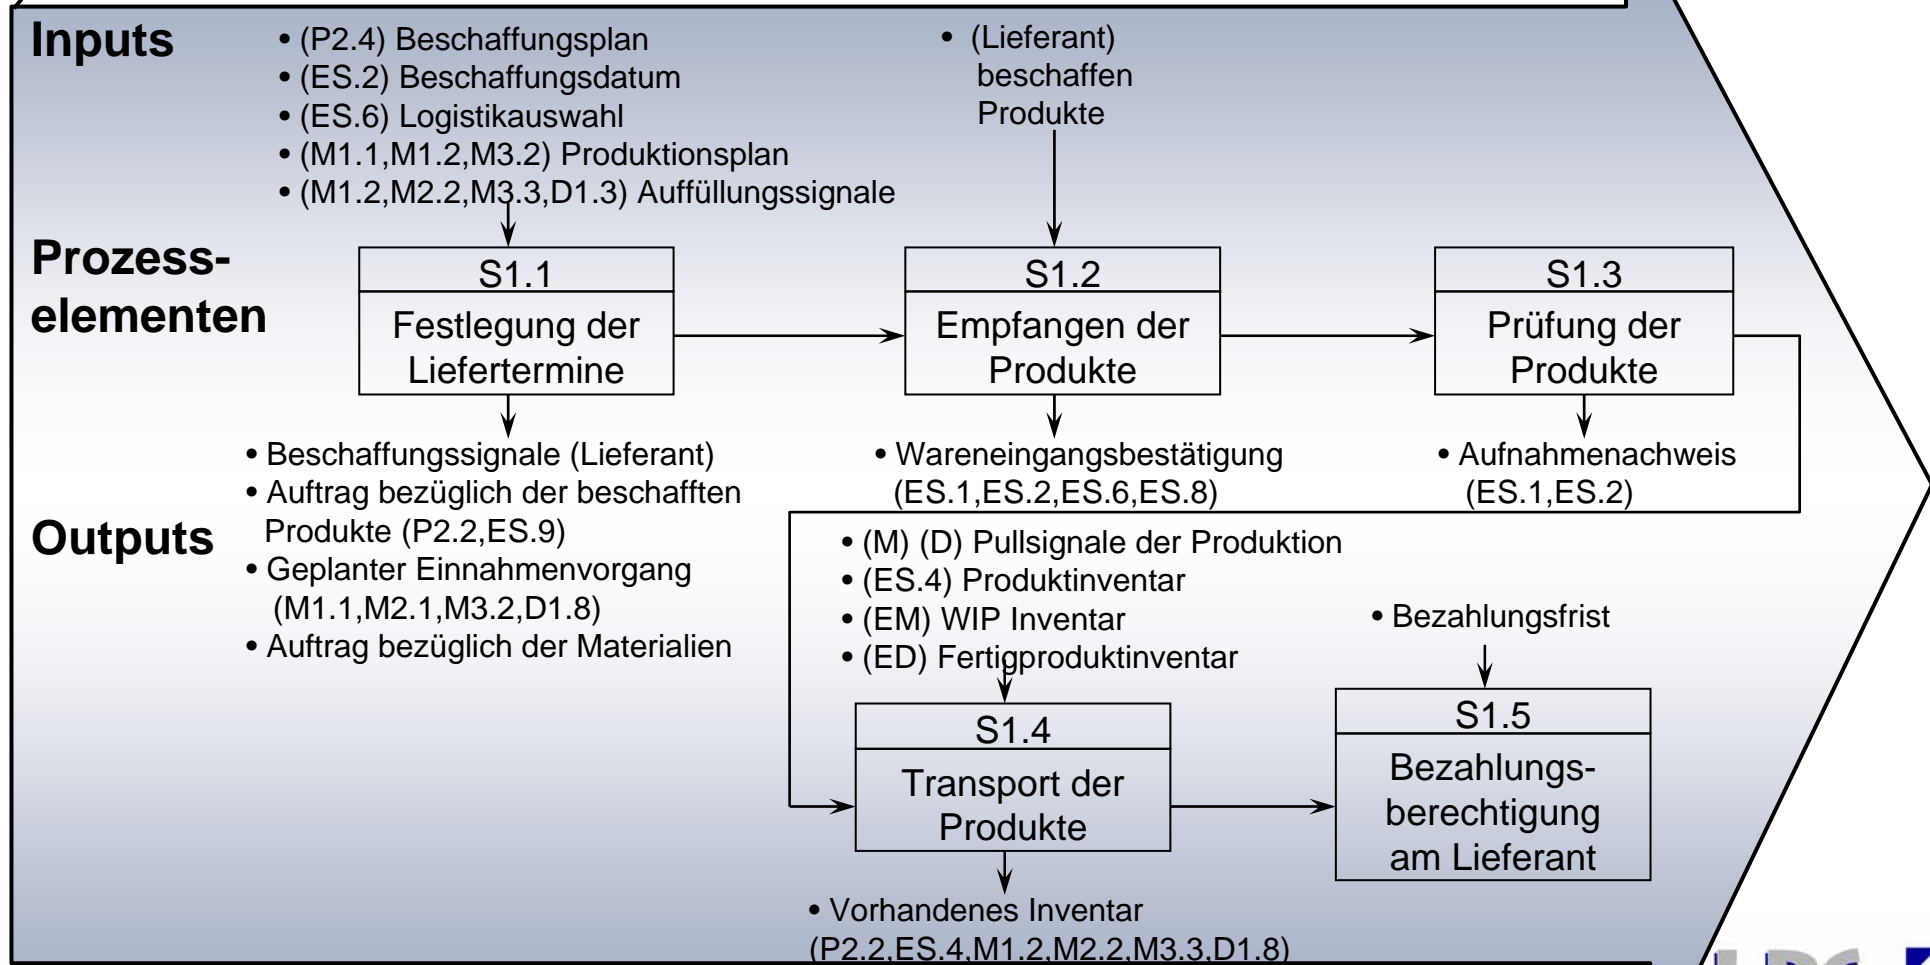 Inputs
• (P2.4) Beschaffungsplan
• (ES.2) Beschaffungsdatum
• (ES.6) Logistikauswahl
• (M1.1,M1.2,M3.2) Produktionsplan
• (M1.2,M2.2,M3.3,D1.3) Auffüllungssignale
• (Lieferant)
beschaffen
Produkte
Prozess-
elementen
S1.1
Festlegung der
Liefertermine
S1.2
Empfangen der
Produkte
S1.3
Prüfung der
Produkte
Outputs
• Beschaffungssignale (Lieferant)
• Auftrag bezüglich der beschafften
Produkte (P2.2,ES.9)
• Geplanter Einnahmenvorgang
(M1.1,M2.1,M3.2,D1.8)
• Auftrag bezüglich der Materialien
• Wareneingangsbestätigung
(ES.1,ES.2,ES.6,ES.8)
• Aufnahmenachweis
(ES.1,ES.2)
• (M) (D) Pullsignale der Produktion
• (ES.4) Produktinventar
• (EM) WIP Inventar
• (ED) Fertigproduktinventar
• Bezahlungsfrist
S1.4
Transport der
Produkte
S1.5
Bezahlungs-
berechtigung
am Lieferant
• Vorhandenes Inventar
(P2.2,ES.4,M1.2,M2.2,M3.3,D1.8)